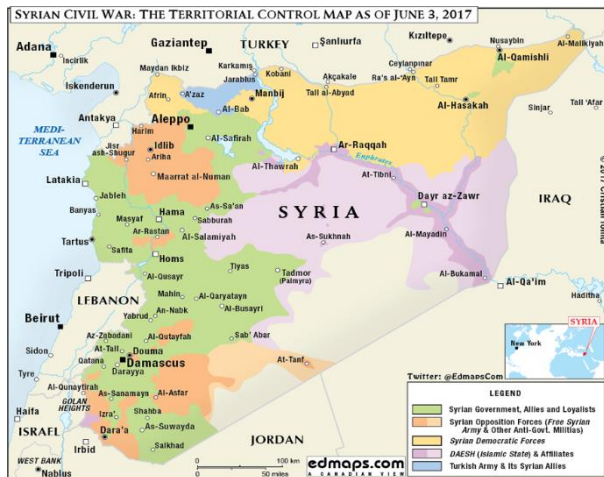 SYRIAN CIVIL WAR: THE TERRITORIAL CONTROL MAP AS OF JUNE 3, 2017
Adana
Incirlik
Gaziantep
TURKEY
Şanlıurfa
Kızıltepe
Nusaybin
Al-Malikiyah
Al-Qamishli
Iskenderun
Maydan Ikbiz
Karkamış
Jarablus
Kobani
Akçakale
Ceylanpınar
Ra's al-'Ayn
Tall al-Abyad
Tall Tamr
Afrin
A'zaz
Manbij
Al-Bab
Al-Hasakah
Sinjar
Tall 'Afar
Antakya
Harim
Aleppo
Al-Safirah
MEDI-
TERRANEAN
SEA
Jisr
ash-Shugur
Idlib
Ariha
Maarrat al-Numan
Ar-Raqqah
Euphrates
Al-Thawrah
At-Tibni
Latakia
Jableh
Banyas
Masyaf
Hama
As-Sa'an
Sabburah
SYRIA
Dayr az-Zawr
IRAQ
Tartus
Ar-Rastan
Al-Salamiyah
As-Sukhnah
Al-Mayadin
Safita
Homs
Al-Bukamal
Al-Qa'im
Tripoli
Al-Qusayr
Tiyas
Tadmor
(Palmyra)
Haditha
LEBANON
Mahin
Al-Qaryatayn
An-Nabk
Al-Busayri
Yabrud
Beirut
Az-Zabadani
Al-Qutayfah
Sab' Abar
Sidon
At-Tall
Douma
Damascus
Qatana
Darayya
At-Tanf
Tyre
Al-Qunaytirah
As-Sanamayn
Al-Asfar
GOLAN
HEIGHTS
Izra'
Shahba
Haifa
As-Suwayda
ISRAEL
Dara'a
Salkhad
Irbid
JORDAN
WEST BANK
Nablus
50 miles
100 km
edmaps.com
A CANADIAN VIEW
New York
SYRIA
Twitter: @EdmapsCom
LEGEND
Syrian Government, Allies and Loyalists
Syrian Opposition Forces (Free Syrian
Army & Other Anti-Govt. Militias)
Syrian Democratic Forces
DAESH (Islamic State) & Affiliates
Turkish Army & Its Syrian Allies